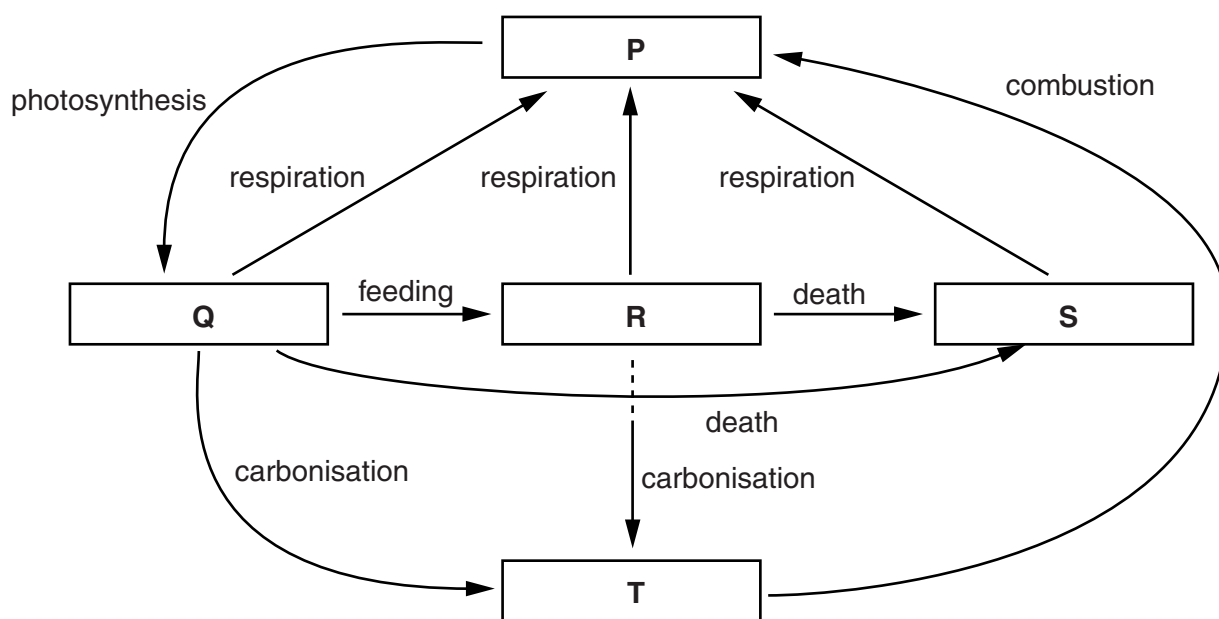 P
photosynthesis
combustion
respiration
respiration
respiration
Q
feeding
R
death
S
death
carbonisation
carbonisation
T